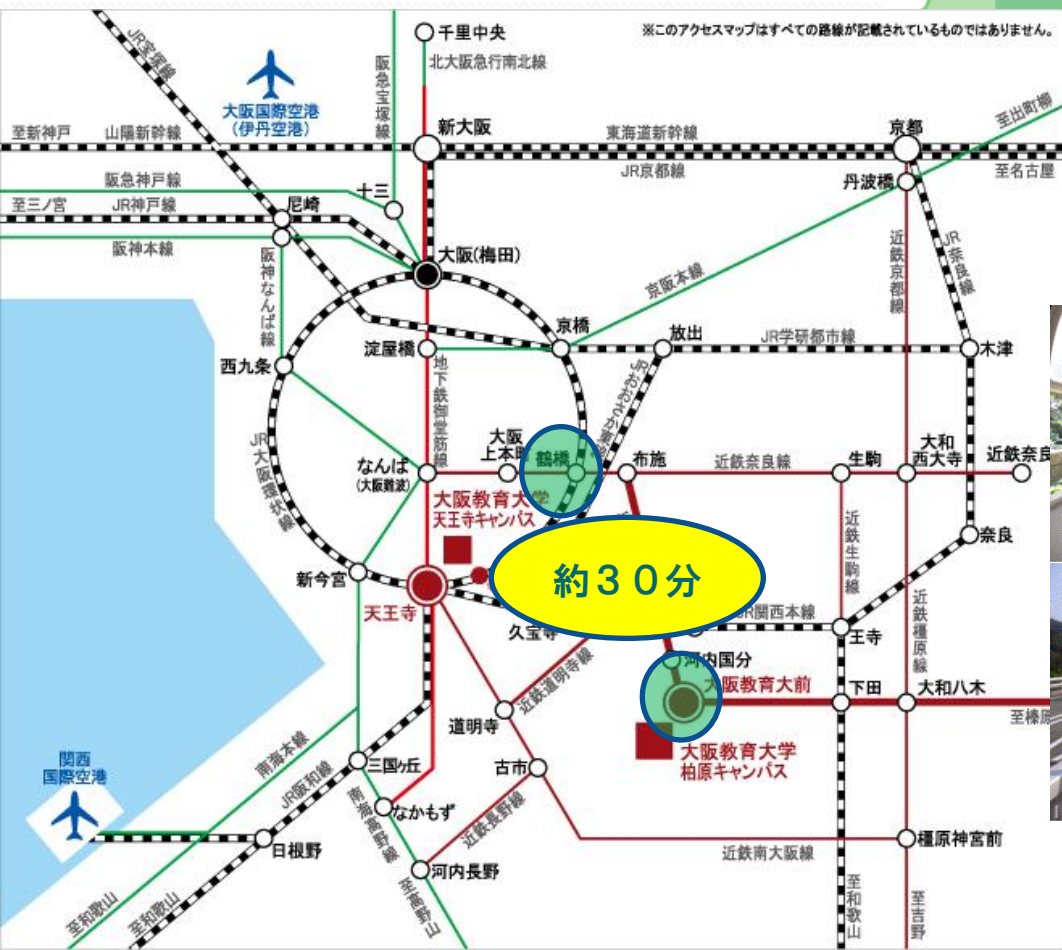 ※このアクセスマップはすべての路線が記載されているものではありません。
千里中央
北大阪急行南北線
JR宝塚線
阪急宝塚線
大阪国際空港
(伊丹空港)
至新神戸
山陽新幹線
新大阪
東海道新幹線
京都
至出町柳
JR京都線
至名古屋
阪急神戸線
十三
丹波橋
至三ノ宮
JR神戸線
尼崎
阪神本線
大阪(梅田)
近鉄京都線
JR奈良線
阪神なんば線
京阪本線
京橋
放出
JR学研都市線
木津
淀屋橋
西九条
地下鉄御堂筋線
JR大阪環状線
大阪
上本町
鶴橋
布施
近鉄奈良線
生駒
大和
西大寺
近鉄奈良
なんば
(大阪難波)
大阪教育大学
天王寺キャンパス
近鉄生駒線
奈良
約30分
新今宮
天王寺
久宝寺
JR関西本線
王寺
近鉄橿原線
河内国分
近鉄道明寺線
大阪教育大前
下田
大和八木
至榛原
道明寺
大阪教育大学
柏原キャンパス
関西
国際空港
南海本線
三国ヶ丘
古市
JR阪和線
なかもず
南海高野線
近鉄長野線
日根野
近鉄南大阪線
橿原神宮前
河内長野
至和歌山
至和歌山
至高野山
至和歌山
至吉野